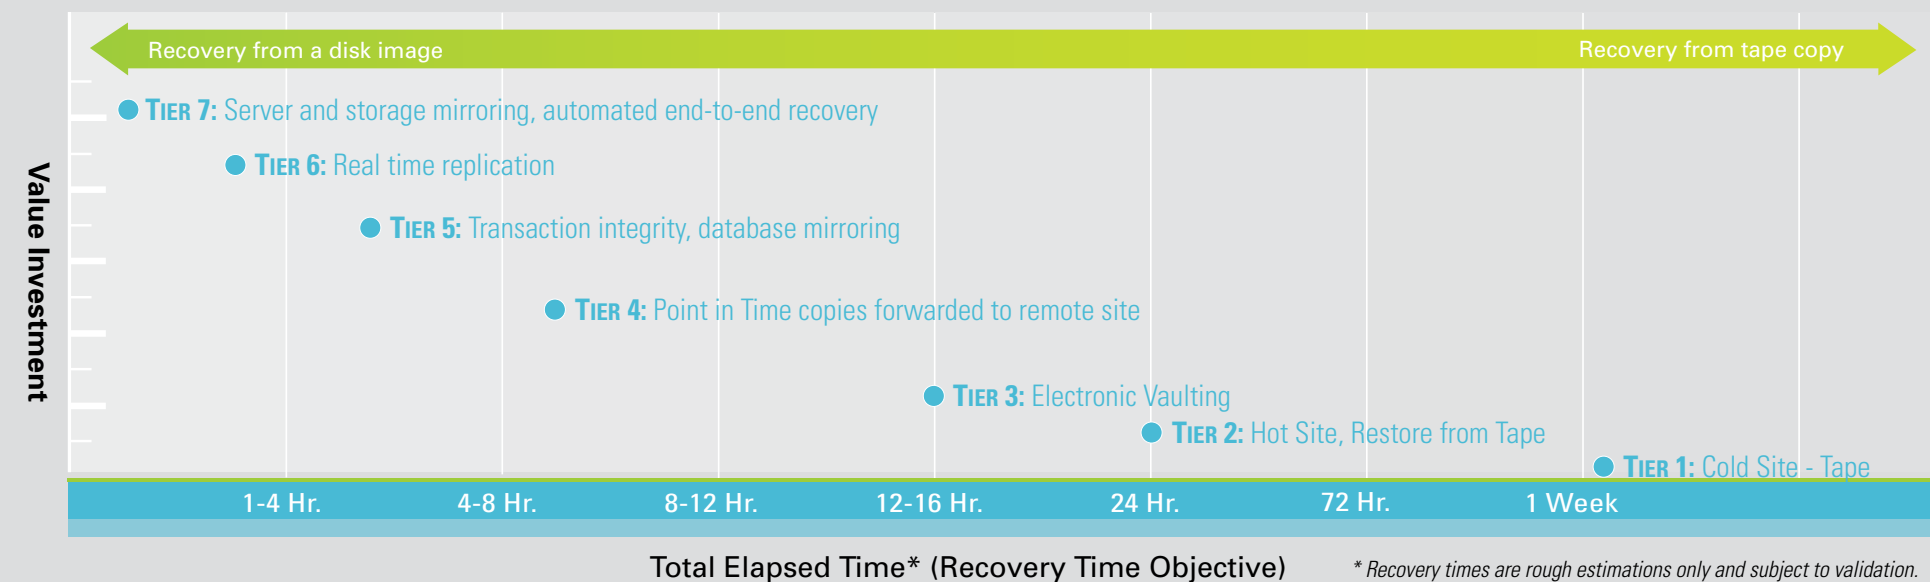 Recovery from a disk image
Recovery from tape copy
TIER 7: Server and storage mirroring, automated end-to-end recovery
TIER 6: Real time replication
TIER 5: Transaction integrity, database mirroring
TIER 4: Point in Time copies forwarded to remote site
TIER 3: Electronic Vaulting
TIER 2: Hot Site, Restore from Tape
TIER 1: Cold Site - Tape
Value Investment
1-4 Hr.
4-8 Hr.
8-12 Hr.
12-16 Hr.
24 Hr.
72 Hr.
1 Week
Total Elapsed Time* (Recovery Time Objective)
* Recovery times are rough estimations only and subject to validation.